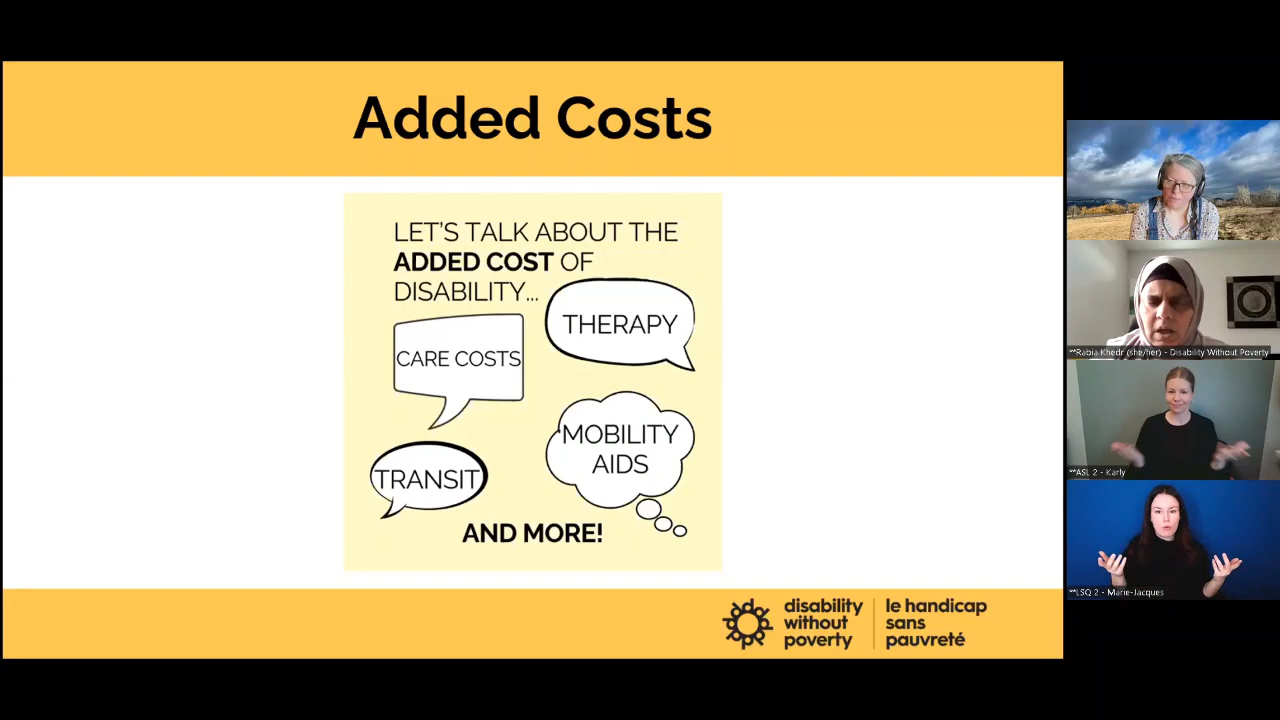 Added Costs
LET'S TALK ABOUT THE
ADDED COST OF
DISABILITY...
THERAPY
CARE COSTS
MOBILITY
AIDS
TRANSIT
AND MORE!
disability
without
poverty
le handicap
sans
pauvreté
**Rabia Khedr (she/her) - Disability Without Poverty
**ASL 2 - Karly
**LSQ 2 - Marie-Jacques